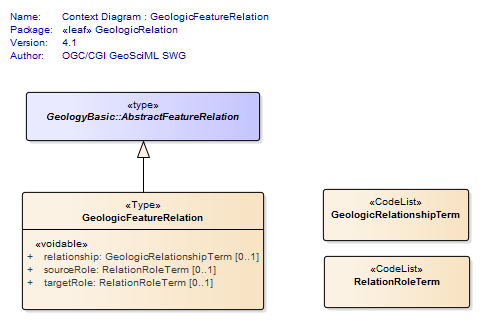 Name: Context Diagram : GeologicFeatureRelation
Package: «leaf» GeologicRelation
Version: 4.1
Author: OGC/CGI GeoSciML SWG
«type»
GeologyBasic::AbstractFeatureRelation
«Type»
GeologicFeatureRelation
«voidable»
+ relationship: GeologicRelationshipTerm [0..1]
+ sourceRole: RelationRoleTerm [0..1]
+ targetRole: RelationRoleTerm [0..1]
«CodeList»
GeologicRelationshipTerm
«CodeList»
RelationRoleTerm